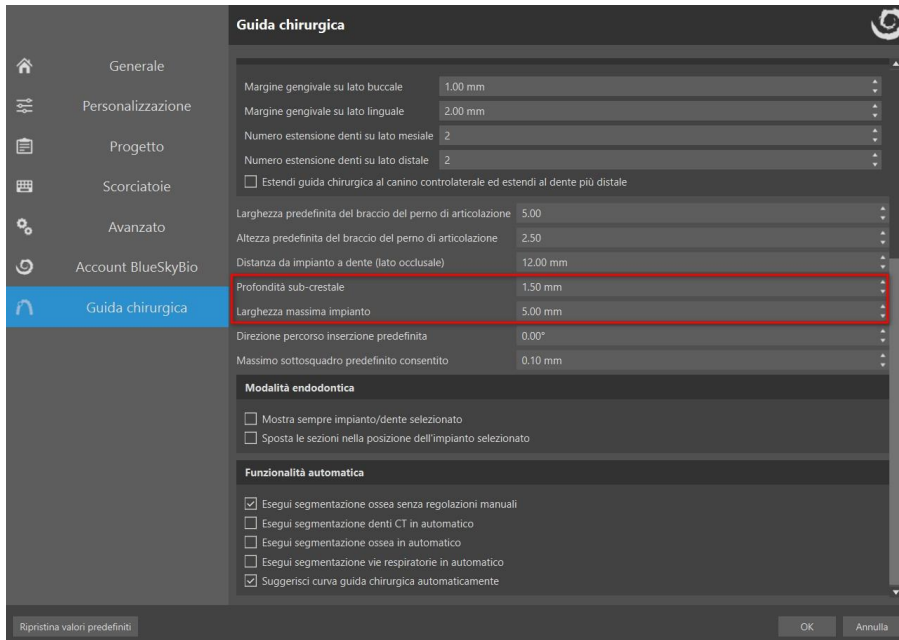 Guida chirurgica
Generale
Personalizzazione
Progetto
Scorciatoie
Avanzato
Account BlueSkyBio
Guida chirurgica
Margine gengivale su lato buccale 1.00 mm
Margine gengivale su lato linguale 2.00 mm
Numero estensione denti su lato mesiale 2
Numero estensione denti su lato distale 2
Estendi guida chirurgica al canino controlaterale ed estendi al dente più distale
Larghezza predefinita del braccio del perno di articolazione 5.00
Altezza predefinita del braccio del perno di articolazione 2.50
Distanza da impianto a dente (lato occlusale) 12.00 mm
Profondità sub-crestale 1.50 mm
Larghezza massima impianto 5.00 mm
Direzione percorso inserzione predefinita 0.00°
Massimo sottosquadro predefinito consentito 0.10 mm
Modalità endodontica
Mostra sempre impianto/dente selezionato
Sposta le sezioni nella posizione dell'impianto selezionato
Funzionalità automatica
Esegui segmentazione ossea senza regolazioni manuali
Esegui segmentazione denti CT in automatico
Esegui segmentazione ossea in automatico
Esegui segmentazione vie respiratorie in automatico
Suggerisci curva guida chirurgica automaticamente
Ripristina valori predefiniti OK Annulla